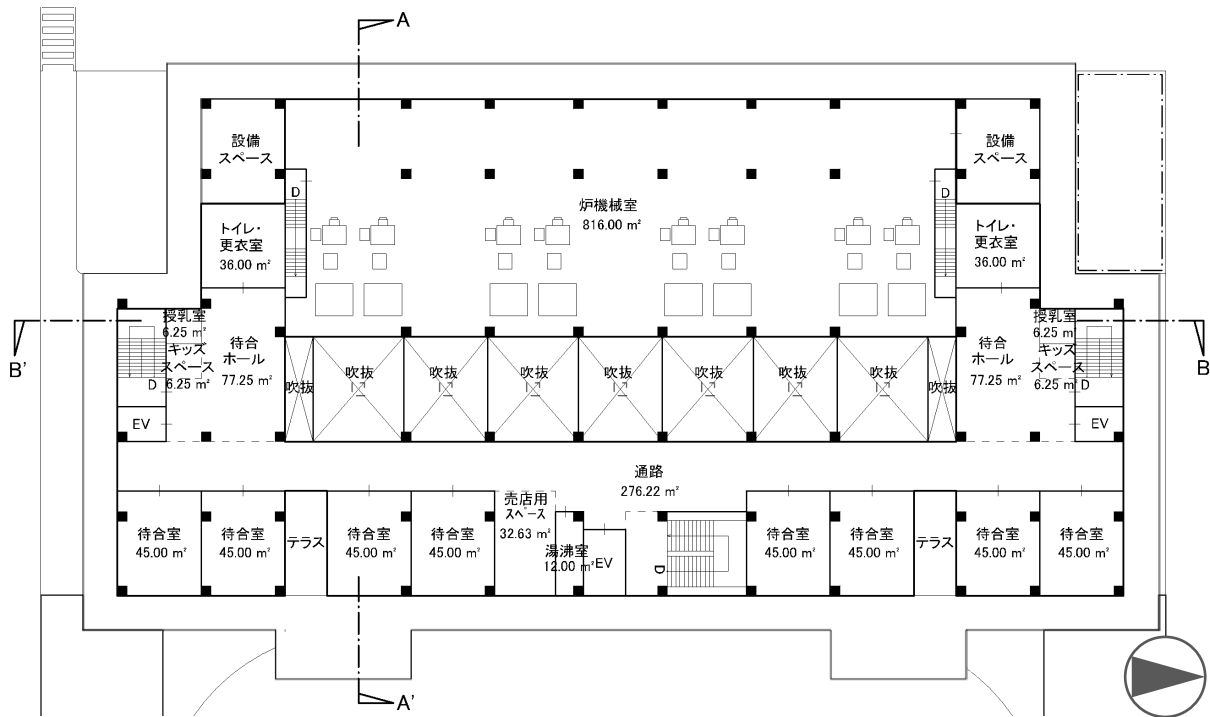 A
設備
スペース
設備
スペース
D
D
炉機械室
816.00 ㎡
トイレ・
更衣室
36.00 ㎡
トイレ・
更衣室
36.00 ㎡
授乳室
6.25 ㎡
キッズ
スペース
6.25 ㎡
待合
ホール
77.25 ㎡
待合
ホール
77.25 ㎡
授乳室
6.25 ㎡
キッズ
スペース
6.25 ㎡
B'
B
D
D
吹抜
吹抜
吹抜
吹抜
吹抜
吹抜
吹抜
吹抜
吹抜
EV
EV
通路
276.22 ㎡
待合室
45.00 ㎡
待合室
45.00 ㎡
テラス
待合室
45.00 ㎡
待合室
45.00 ㎡
売店用
スペース
32.63 ㎡
湯沸室
12.00 ㎡
EV
D
待合室
45.00 ㎡
待合室
45.00 ㎡
テラス
待合室
45.00 ㎡
待合室
45.00 ㎡
A'